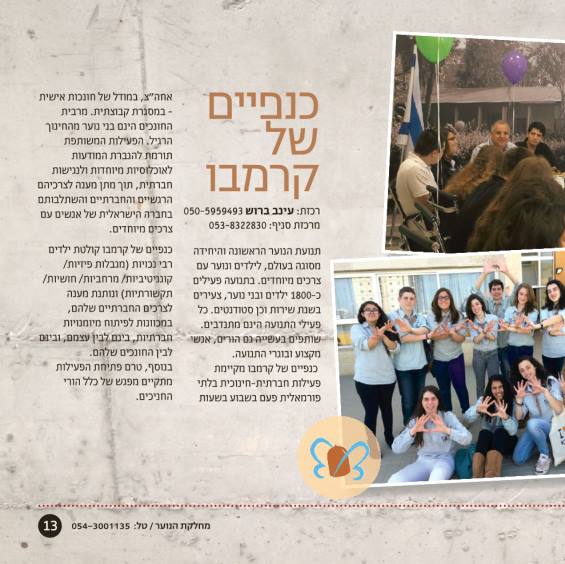 כנפיים
של
קרמבו
רכזת: עינב ברוש 050-5959493
מרכזת סניף: 053-8322830
תנועת הנוער הראשונה והיחידה
מסוגה בעולם, לילדים ונוער עם
צרכים מיוחדים. בתנועה פעילים
כ-1800 ילדים ובני נוער, צעירים
בשנת שירות וכן סטודנטים. כל
פעילי התנועה הינם מתנדבים.
שותפים בעשייה גם הורים, אנשי
מקצוע ובוגרי התנועה.
כנפיים של קרמבו מקיימת
פעילות חברתית-חינוכית בלתי
פורמאלית פעם בשבוע בשעות
אחה״צ, במודל של חונכות אישית
- במסגרת קבוצתית. מרבית
החונכים הינם בני נוער מהחינוך
הרגיל. הפעילות המשותפת
תורמת להגברת המודעות
לאוכלוסיות מיוחדות ולנגישות
חברתית, תוך מתן מענה לצרכיהם
הרגשיים והחברתיים והשתלבותם
בחברה הישראלית של אנשים עם
צרכים מיוחדים.
כנפיים של קרמבו קולטת ילדים
רבי נכויות (מגבלות פיזיות/
קוגניטיביות/ מרחביות/ חושיות/
תקשורתיות) ונותנת מענה
לצרכים החברתיים שלהם,
במכוונות לפיתוח מיומנויות
חברתיות, בינם לבין עצמם, ובינם
לבין החונכים שלהם.
בנוסף, טרם פתיחת הפעילות
מתקיים מפגש של כלל הורי
החניכים.
מחלקת הנוער / טל: 054-3001135
13